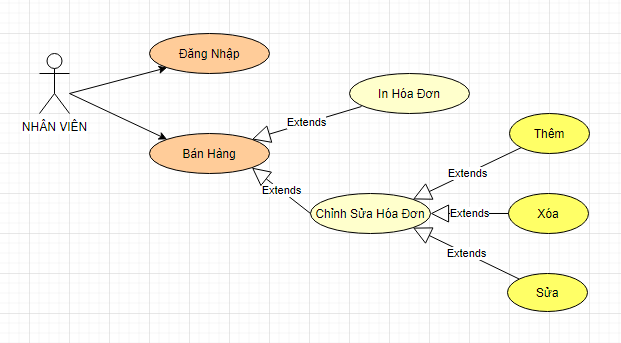 Đăng Nhập
NHÂN VIÊN
In Hóa Đơn
Extends
Bán Hàng
Thêm
Extends
Extends
Chỉnh Sửa Hóa Đơn
Extends
Xóa
Extends
Sửa